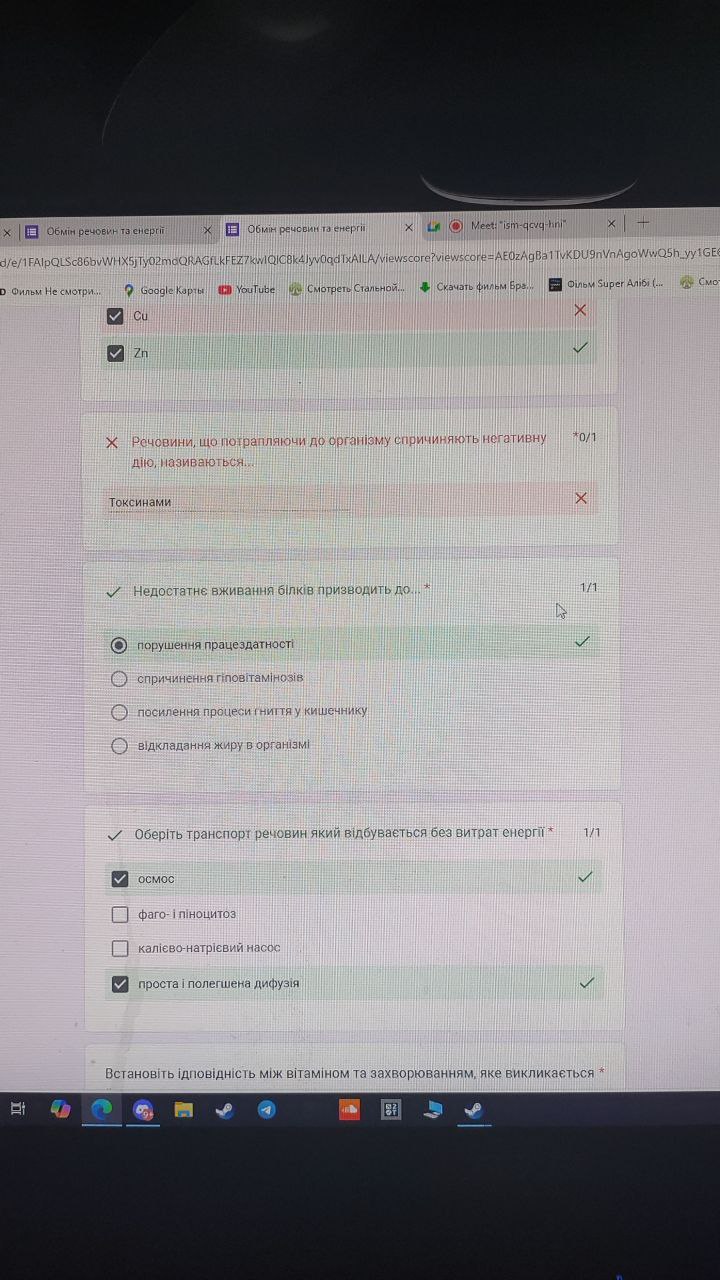 Обмін речовин та енергії
Обмін речовин та енергії
Meet: "ism-qcvq-hni"
YouTube
Google Карты
Фильм Не смотри...
Смотреть Стальной...
Скачать фильм Бра...
Фільм Super Алібі (...
Смо
Cu
Zn
Речовини, що потрапляючи до організму спричиняють негативну
дію, називаються...
*0/1
Токсинами
Недостатнє вживання білків призводить до... *
1/1
порушення працездатності
спричинення гіповітамінозів
посилення процеси гниття у кишечнику
відкладання жиру в організмі
Оберіть транспорт речовин який відбувається без витрат енергії *
1/1
осмос
фаго- і піноцитоз
калієво-натрієвий насос
проста і полегшена дифузія
Встановіть ідповідність між вітаміном та захворюванням, яке викликається *